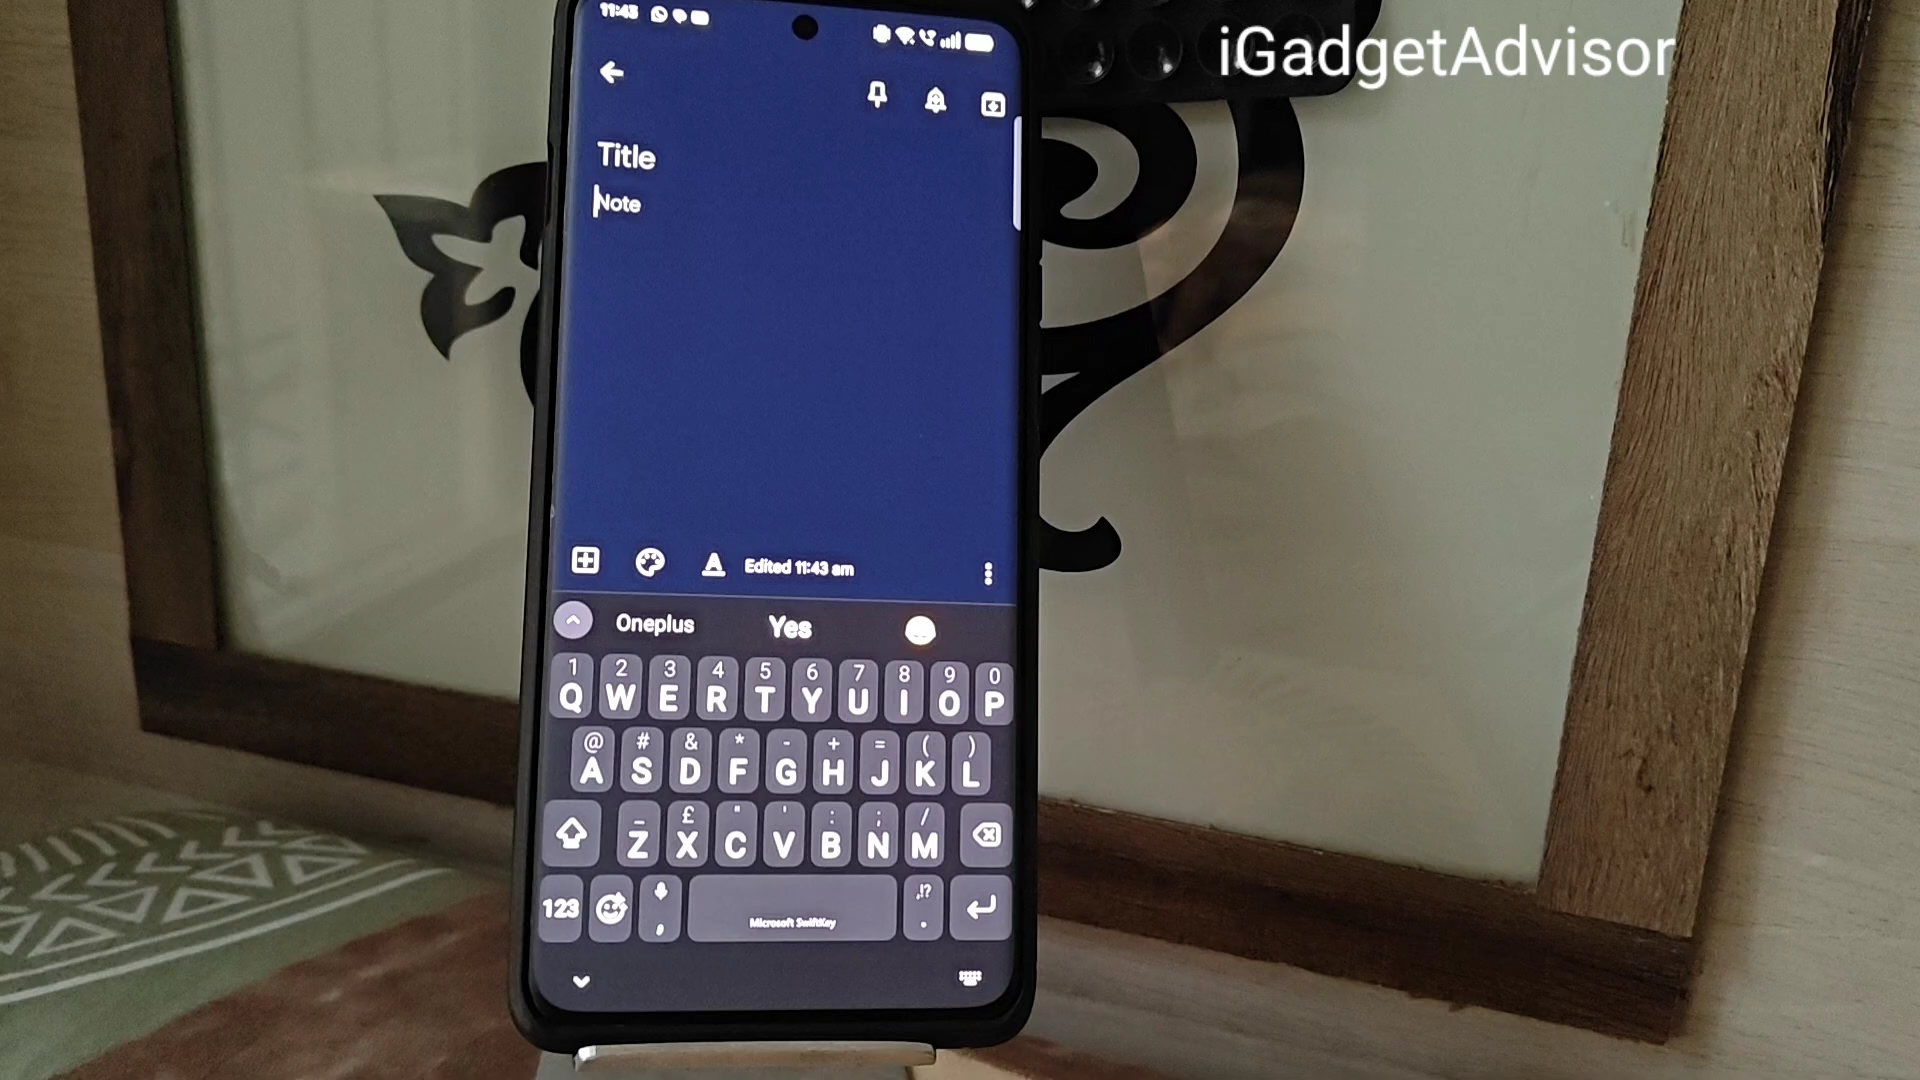 11:43
iGadgetAdvisor
Title
Note
Edited 11:43 am
Oneplus Yes
1 2 3 4 5 6 7 8 9 0
Q W E R T Y U I O P
@ # & * - + = ( )
A S D F G H J K L
_ £ " ' : ; /
Z X C V B N M
123 , Microsoft SwiftKey ,!? .